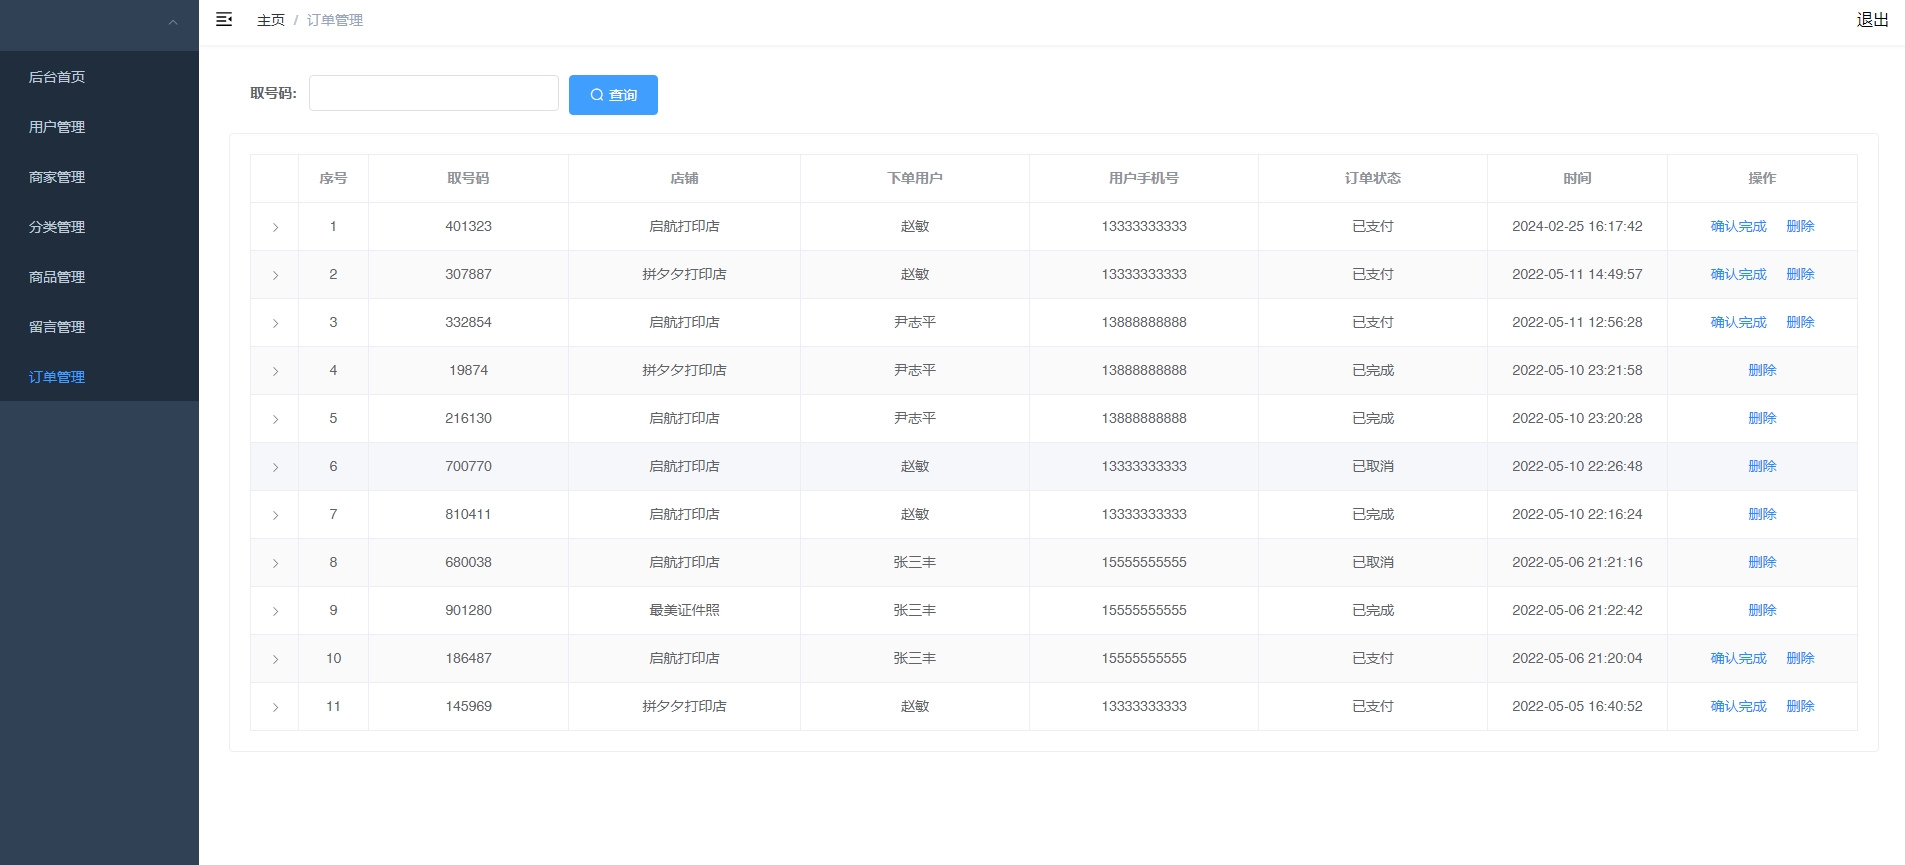 主页 / 订单管理
退出
后台首页
用户管理
商家管理
分类管理
商品管理
留言管理
订单管理
取号码:
查询
序号 取号码 店铺 下单用户 用户手机号 订单状态 时间 操作
1 401323 启航打印店 赵敏 13333333333 已支付 2024-02-25 16:17:42 确认完成 删除
2 307887 拼夕夕打印店 赵敏 13333333333 已支付 2022-05-11 14:49:57 确认完成 删除
3 332854 启航打印店 尹志平 13888888888 已支付 2022-05-11 12:56:28 确认完成 删除
4 19874 拼夕夕打印店 尹志平 13888888888 已完成 2022-05-10 23:21:58 删除
5 216130 启航打印店 尹志平 13888888888 已完成 2022-05-10 23:20:28 删除
6 700770 启航打印店 赵敏 13333333333 已取消 2022-05-10 22:26:48 删除
7 810411 启航打印店 赵敏 13333333333 已完成 2022-05-10 22:16:24 删除
8 680038 启航打印店 张三丰 15555555555 已取消 2022-05-06 21:21:16 删除
9 901280 最美证件照 张三丰 15555555555 已完成 2022-05-06 21:22:42 删除
10 186487 启航打印店 张三丰 15555555555 已支付 2022-05-06 21:20:04 确认完成 删除
11 145969 拼夕夕打印店 赵敏 13333333333 已支付 2022-05-05 16:40:52 确认完成 删除